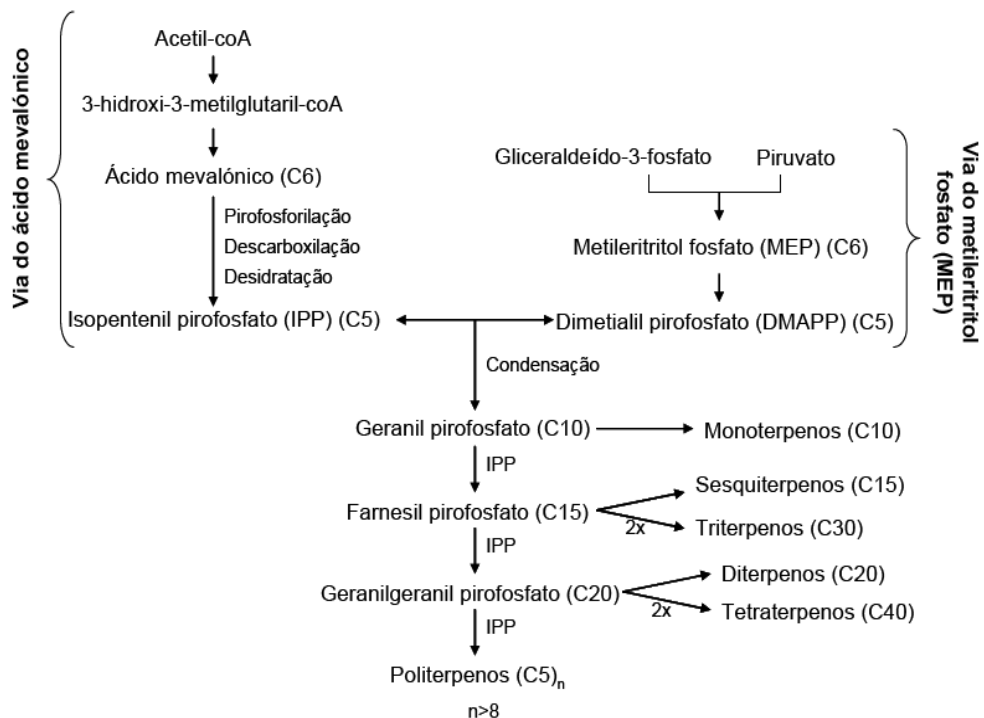 Via do ácido mevalónico
Acetil-coA
3-hidroxi-3-metilglutaril-coA
Ácido mevalónico (C6)
Pirofosforilação
Descarboxilação
Desidratação
Isopentenil pirofosfato (IPP) (C5)
Gliceraldeído-3-fosfato
Piruvato
Metileritritol fosfato (MEP) (C6)
Dimetialil pirofosfato (DMAPP) (C5)
Via do metileritritol
fosfato (MEP)
Condensação
Geranil pirofosfato (C10)
Monoterpenos (C10)
IPP
Farnesil pirofosfato (C15)
Sesquiterpenos (C15)
2x
Triterpenos (C30)
IPP
Geranilgeranil pirofosfato (C20)
Diterpenos (C20)
2x
Tetraterpenos (C40)
IPP
Politerpenos (C5)n
n>8